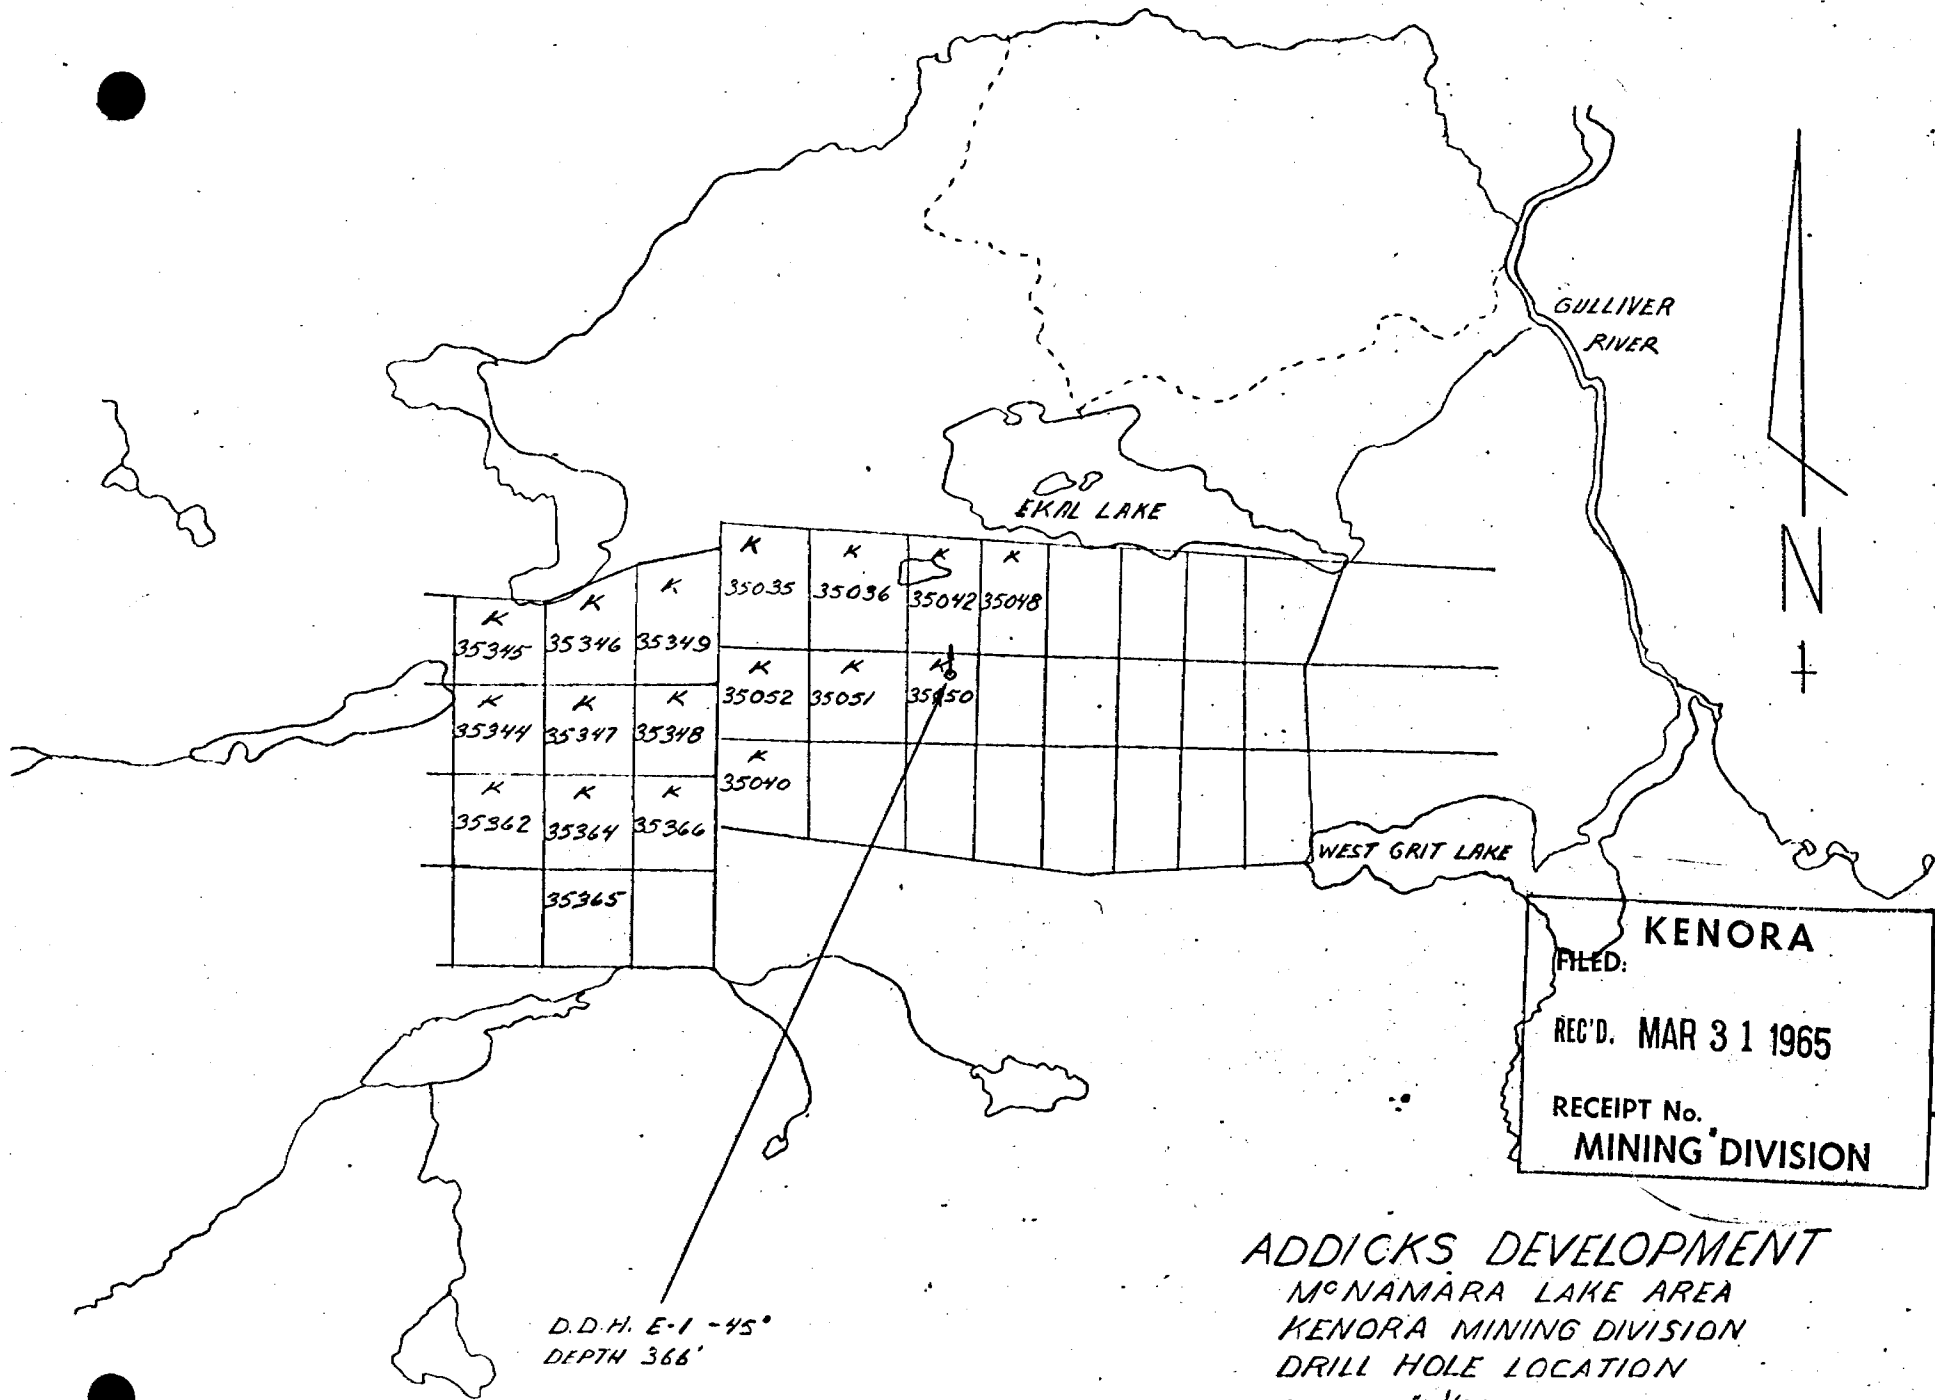 GULLIVER
RIVER
EKAL LAKE
N
K
35035
K
35036
K
35042
K
35048
K
35345
K
35346
K
35349
K
35052
K
35051
K
35050
K
35344
K
35347
K
35348
K
35040
K
35362
K
35364
K
35366
35365
WEST GRIT LAKE
KENORA
FILED:
REC'D. MAR 31 1965
RECEIPT No.
MINING DIVISION
D.D.H. E-1 -45°
DEPTH 366'
ADDICKS DEVELOPMENT
McNAMARA LAKE AREA
KENORA MINING DIVISION
DRILL HOLE LOCATION